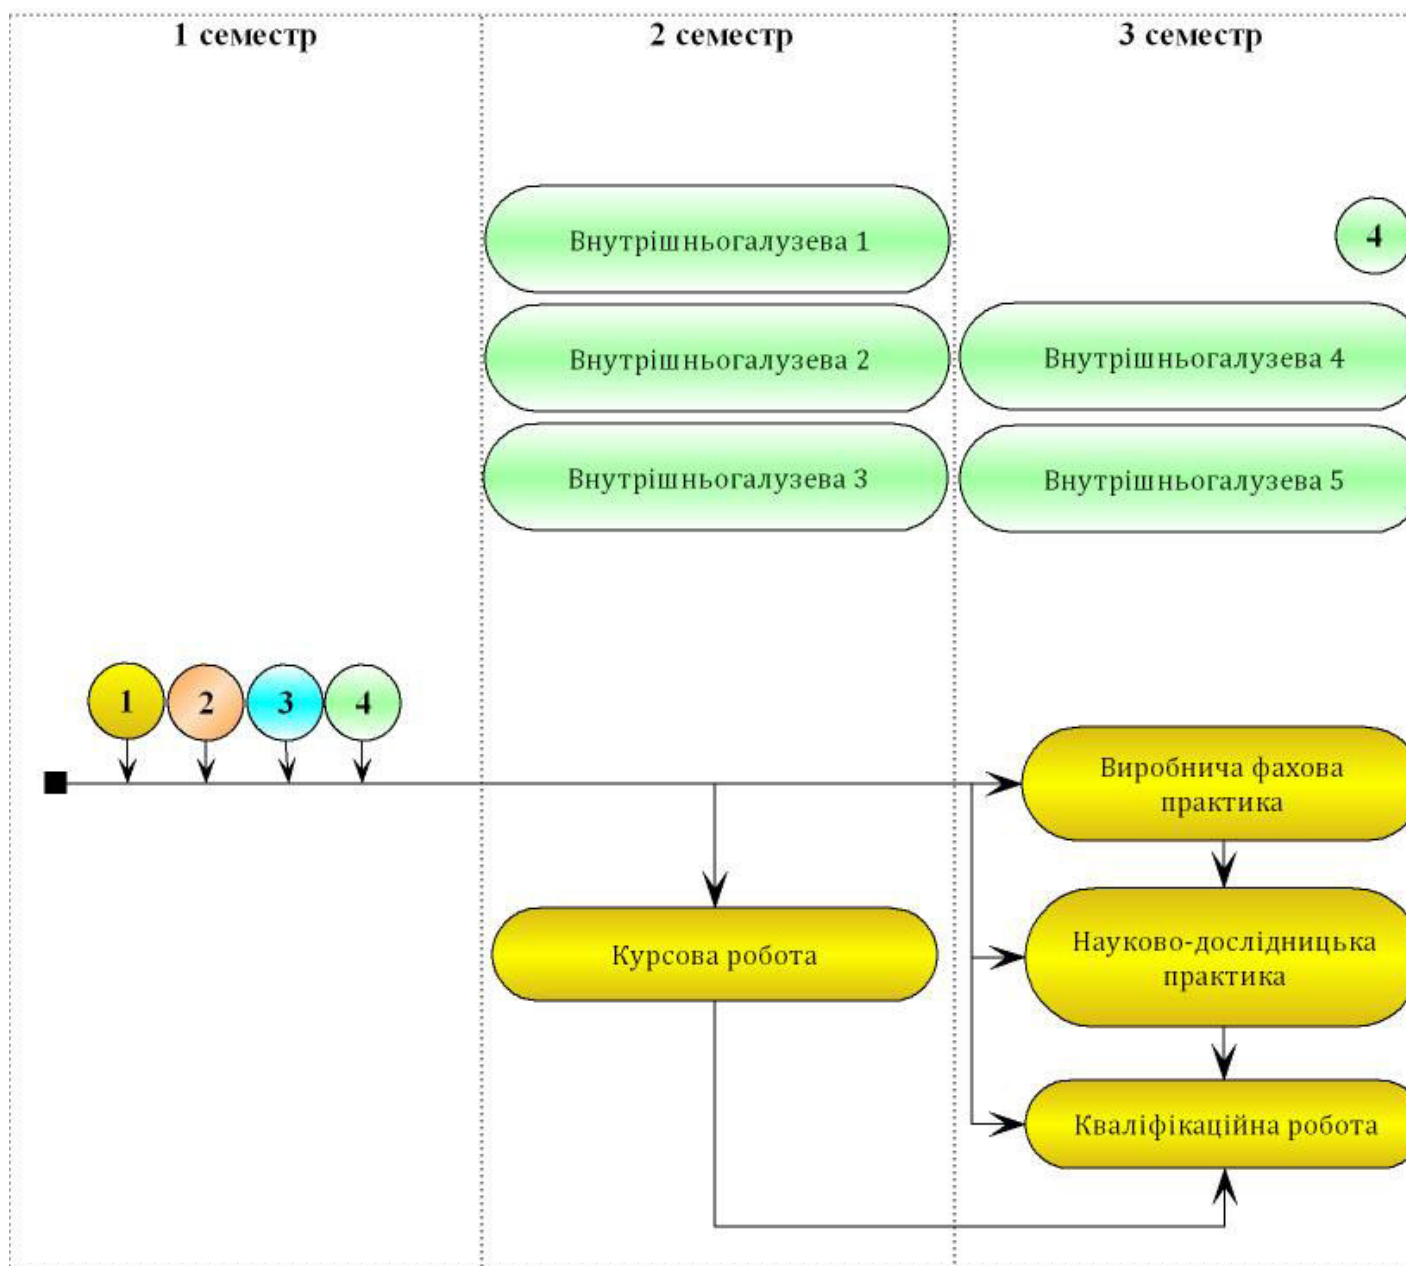 1 семестр
2 семестр
3 семестр
Внутрішньогалузева 1
4
Внутрішньогалузева 2
Внутрішньогалузева 4
Внутрішньогалузева 3
Внутрішньогалузева 5
1
2
3
4
Виробнича фахова
практика
Курсова робота
Науково-дослідницька
практика
Кваліфікаційна робота